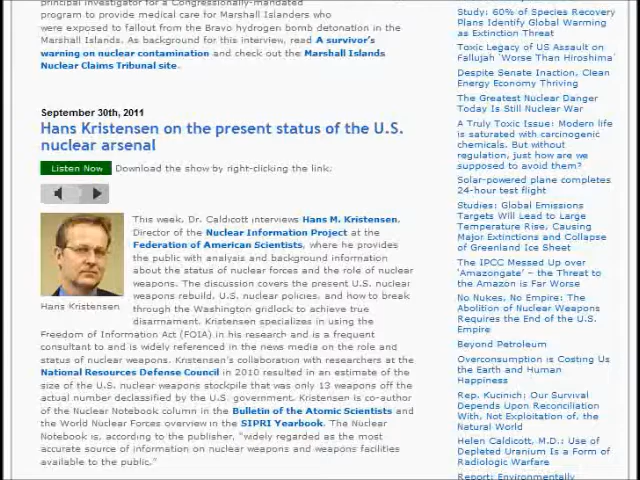 principal investigator for a Congressionally-mandated
program to provide medical care for Marshall Islanders who
were exposed to fallout from the Bravo hydrogen bomb detonation in the
Marshall Islands. As background for this interview, read A survivor's
warning on nuclear contamination and check out the Marshall Islands
Nuclear Claims Tribunal site.
September 30th, 2011
Hans Kristensen on the present status of the U.S.
nuclear arsenal
Listen Now Download the show by right-clicking the link.
This week, Dr. Caldicott interviews Hans M. Kristensen,
Director of the Nuclear Information Project at the
Federation of American Scientists, where he provides
the public with analysis and background information
about the status of nuclear forces and the role of nuclear
weapons. The discussion covers the present U.S. nuclear
weapons rebuild, U.S. nuclear policies, and how to break
through the Washington gridlock to achieve true
Hans Kristensen
disarmament. Kristensen specializes in using the
Freedom of Information Act (FOIA) in his research and is a frequent
consultant to and is widely referenced in the news media on the role and
status of nuclear weapons. Kristensen's collaboration with researchers at the
National Resources Defense Council in 2010 resulted in an estimate of the
size of the U.S. nuclear weapons stockpile that was only 13 weapons off the
actual number declassified by the U.S. government. Kristensen is co-author
of the Nuclear Notebook column in the Bulletin of the Atomic Scientists and
the World Nuclear Forces overview in the SIPRI Yearbook. The Nuclear
Notebook is, according to the publisher, "widely regarded as the most
accurate source of information on nuclear weapons and weapons facilities
available to the public."
Study: 60% of Species Recovery
Plans Identify Global Warming
as Extinction Threat
Toxic Legacy of US Assault on
Fallujah 'Worse Than Hiroshima'
Despite Senate Inaction, Clean
Energy Economy Thriving
The Greatest Nuclear Danger
Today Is Still Nuclear War
A Truly Toxic Issue: Modern life
is saturated with carcinogenic
chemicals. But without
regulation, just how are we
supposed to avoid them?
Solar-powered plane completes
24-hour test flight
Studies: Global Emissions
Targets Will Lead to Large
Temperature Rise, Causing
Major Extinctions and Collapse
of Greenland Ice Sheet
The IPCC Messed Up over
'Amazongate' – the Threat to
the Amazon is Far Worse
No Nukes, No Empire: The
Abolition of Nuclear Weapons
Requires the End of the U.S.
Empire
Beyond Petroleum
Overconsumption is Costing Us
the Earth and Human
Happiness
Rep. Kucinich: Our Survival
Depends Upon Reconciliation
With, Not Exploitation of, the
Natural World
Helen Caldicott, M.D.: Use of
Depleted Uranium is a Form of
Radiologic Warfare
Report: Environmentally